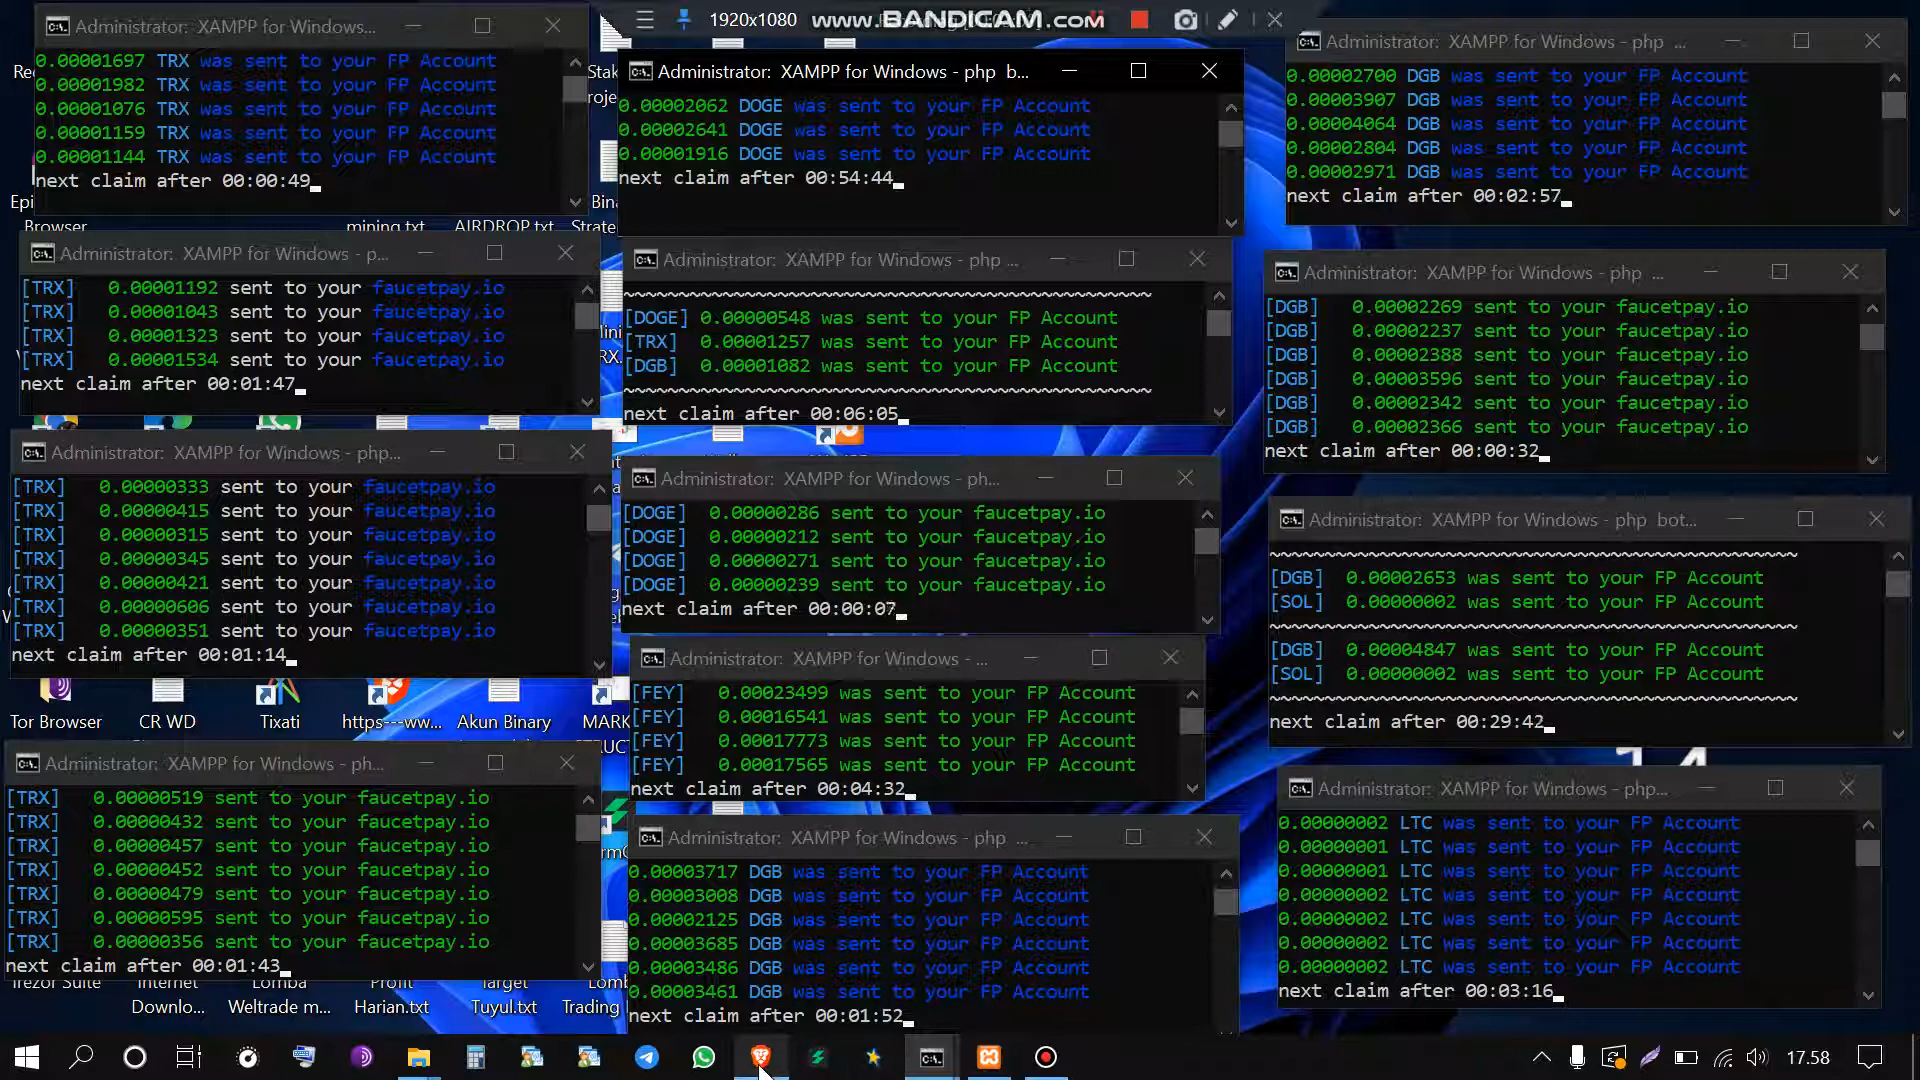 1920x1080
www.BANDICAM.com
Administrator: XAMPP for Windows...
0.00001697 TRX was sent to your FP Account
0.00001982 TRX was sent to your FP Account
0.00001076 TRX was sent to your FP Account
0.00001159 TRX was sent to your FP Account
0.00001144 TRX was sent to your FP Account
next claim after 00:00:49
Administrator: XAMPP for Windows - php b...
0.00002062 DOGE was sent to your FP Account
0.00002641 DOGE was sent to your FP Account
0.00001916 DOGE was sent to your FP Account
next claim after 00:54:44
Administrator: XAMPP for Windows - php ...
0.00002700 DGB was sent to your FP Account
0.00003907 DGB was sent to your FP Account
0.00004064 DGB was sent to your FP Account
0.00002804 DGB was sent to your FP Account
0.00002971 DGB was sent to your FP Account
next claim after 00:02:57
Browser
mining.txt
AIRDROP.txt
Administrator: XAMPP for Windows - p...
[TRX] 0.00001192 sent to your faucetpay.io
[TRX] 0.00001043 sent to your faucetpay.io
[TRX] 0.00001323 sent to your faucetpay.io
[TRX] 0.00001534 sent to your faucetpay.io
next claim after 00:01:47
Administrator: XAMPP for Windows - php ...
~~~~~~~~~~~~~~~~~~~~~~~~~~~~~~~~~~~~~~~~~~~~~~~~
[DOGE] 0.00000548 was sent to your FP Account
[TRX] 0.00001257 was sent to your FP Account
[DGB] 0.00001082 was sent to your FP Account
~~~~~~~~~~~~~~~~~~~~~~~~~~~~~~~~~~~~~~~~~~~~~~~~
next claim after 00:06:05
Administrator: XAMPP for Windows - php ...
[DGB] 0.00002269 sent to your faucetpay.io
[DGB] 0.00002237 sent to your faucetpay.io
[DGB] 0.00002388 sent to your faucetpay.io
[DGB] 0.00003596 sent to your faucetpay.io
[DGB] 0.00002342 sent to your faucetpay.io
[DGB] 0.00002366 sent to your faucetpay.io
next claim after 00:00:32
Administrator: XAMPP for Windows - php...
[TRX] 0.00000333 sent to your faucetpay.io
[TRX] 0.00000415 sent to your faucetpay.io
[TRX] 0.00000315 sent to your faucetpay.io
[TRX] 0.00000345 sent to your faucetpay.io
[TRX] 0.00000421 sent to your faucetpay.io
[TRX] 0.00000606 sent to your faucetpay.io
[TRX] 0.00000351 sent to your faucetpay.io
next claim after 00:01:14
Administrator: XAMPP for Windows - ph...
[DOGE] 0.00000286 sent to your faucetpay.io
[DOGE] 0.00000212 sent to your faucetpay.io
[DOGE] 0.00000271 sent to your faucetpay.io
[DOGE] 0.00000239 sent to your faucetpay.io
next claim after 00:00:07
Administrator: XAMPP for Windows - php bot...
~~~~~~~~~~~~~~~~~~~~~~~~~~~~~~~~~~~~~~~~~~~~~~~~
[DGB] 0.00002653 was sent to your FP Account
[SOL] 0.00000002 was sent to your FP Account
~~~~~~~~~~~~~~~~~~~~~~~~~~~~~~~~~~~~~~~~~~~~~~~~
[DGB] 0.00004847 was sent to your FP Account
[SOL] 0.00000002 was sent to your FP Account
~~~~~~~~~~~~~~~~~~~~~~~~~~~~~~~~~~~~~~~~~~~~~~~~
next claim after 00:29:42
Administrator: XAMPP for Windows - ...
[FEY] 0.00023499 was sent to your FP Account
[FEY] 0.00016541 was sent to your FP Account
[FEY] 0.00017773 was sent to your FP Account
[FEY] 0.00017565 was sent to your FP Account
next claim after 00:04:32
Tor Browser
CR WD
Tixati
https---ww...
Akun Binary
MARK
Administrator: XAMPP for Windows - ph...
[TRX] 0.00000519 sent to your faucetpay.io
[TRX] 0.00000432 sent to your faucetpay.io
[TRX] 0.00000457 sent to your faucetpay.io
[TRX] 0.00000452 sent to your faucetpay.io
[TRX] 0.00000479 sent to your faucetpay.io
[TRX] 0.00000595 sent to your faucetpay.io
[TRX] 0.00000356 sent to your faucetpay.io
next claim after 00:01:43
Administrator: XAMPP for Windows - php ...
0.00003717 DGB was sent to your FP Account
0.00003008 DGB was sent to your FP Account
0.00002125 DGB was sent to your FP Account
0.00003685 DGB was sent to your FP Account
0.00003486 DGB was sent to your FP Account
0.00003461 DGB was sent to your FP Account
next claim after 00:01:52
Administrator: XAMPP for Windows - php...
0.00000002 LTC was sent to your FP Account
0.00000001 LTC was sent to your FP Account
0.00000001 LTC was sent to your FP Account
0.00000002 LTC was sent to your FP Account
0.00000002 LTC was sent to your FP Account
0.00000002 LTC was sent to your FP Account
0.00000002 LTC was sent to your FP Account
next claim after 00:03:16
Trezor Suite
Internet
Downlo...
Lomba
Weltrade m...
Profit
Harian.txt
Target
Tuyul.txt
Lomb
Trading
17.58